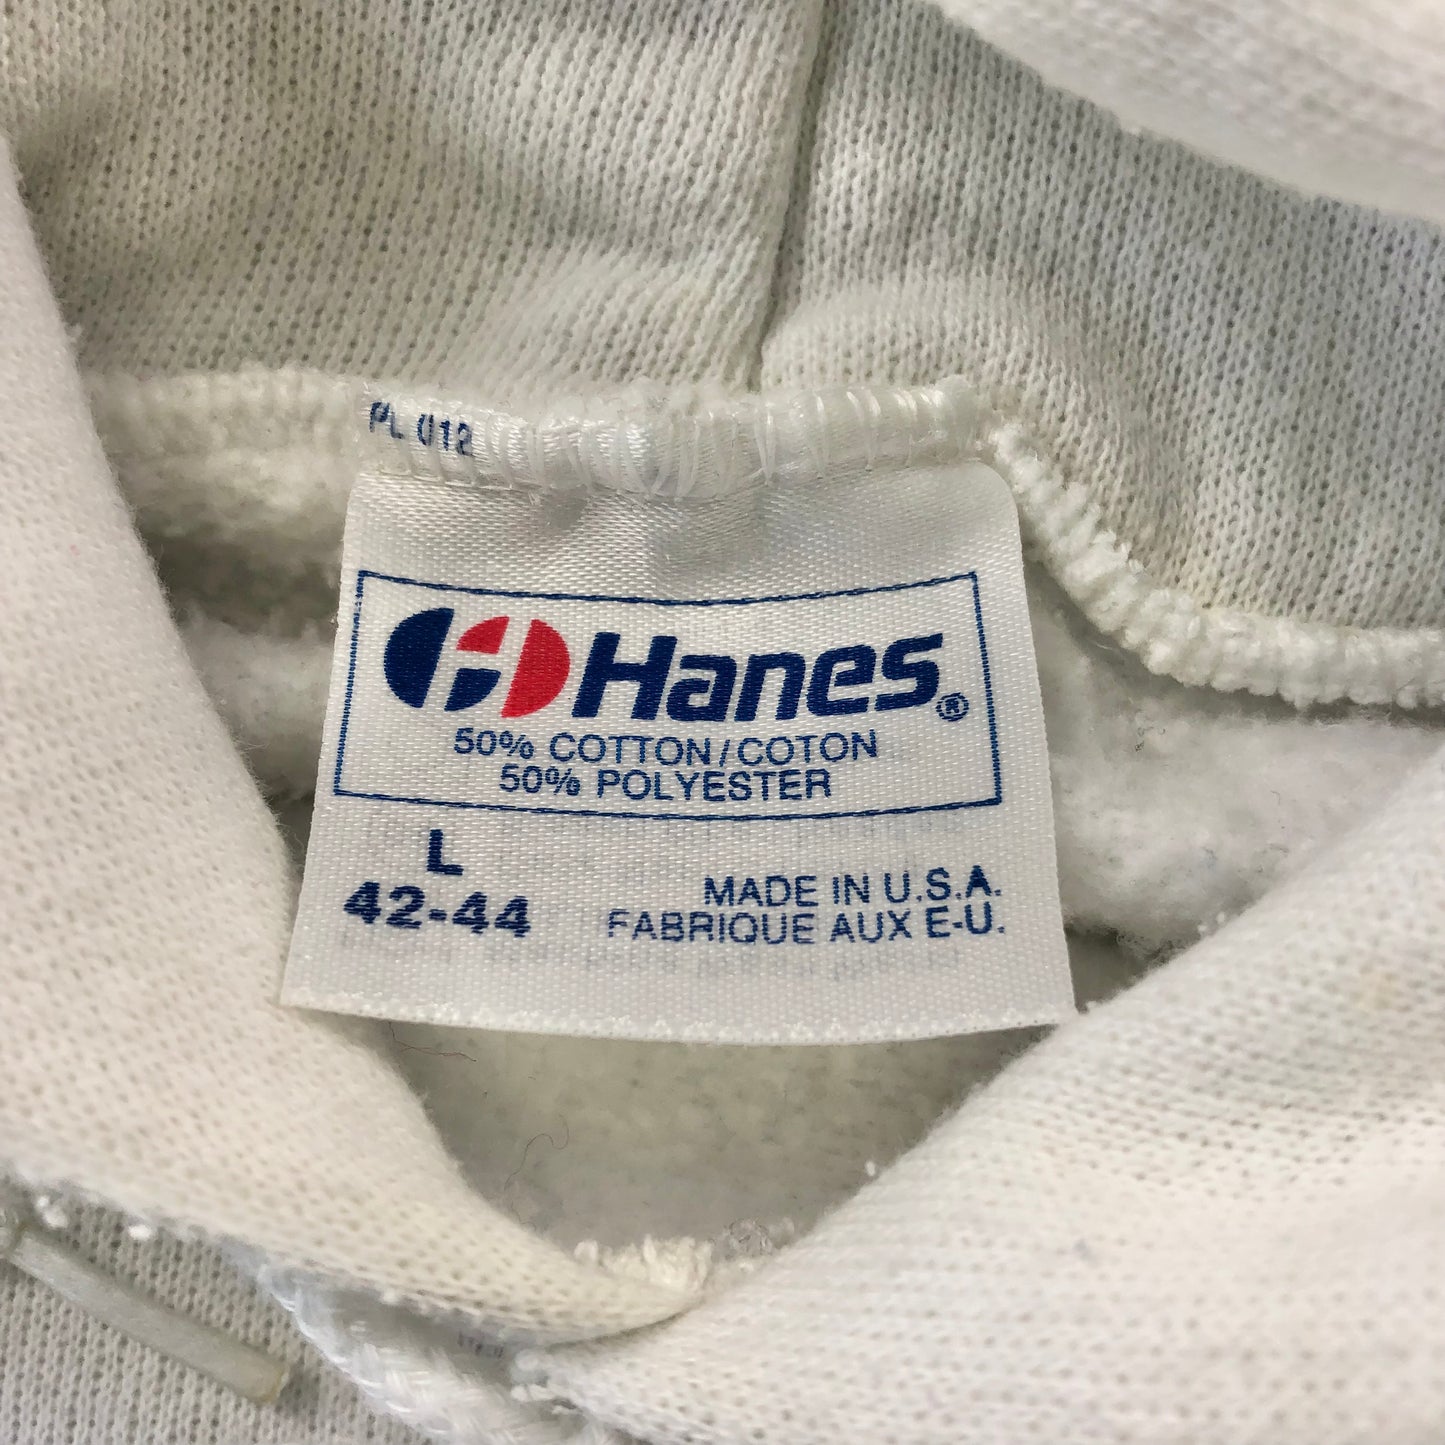 PL 012
Hanes®
50% COTTON/COTON
50% POLYESTER
L
42-44
MADE IN U.S.A.
FABRIQUE AUX E-U.